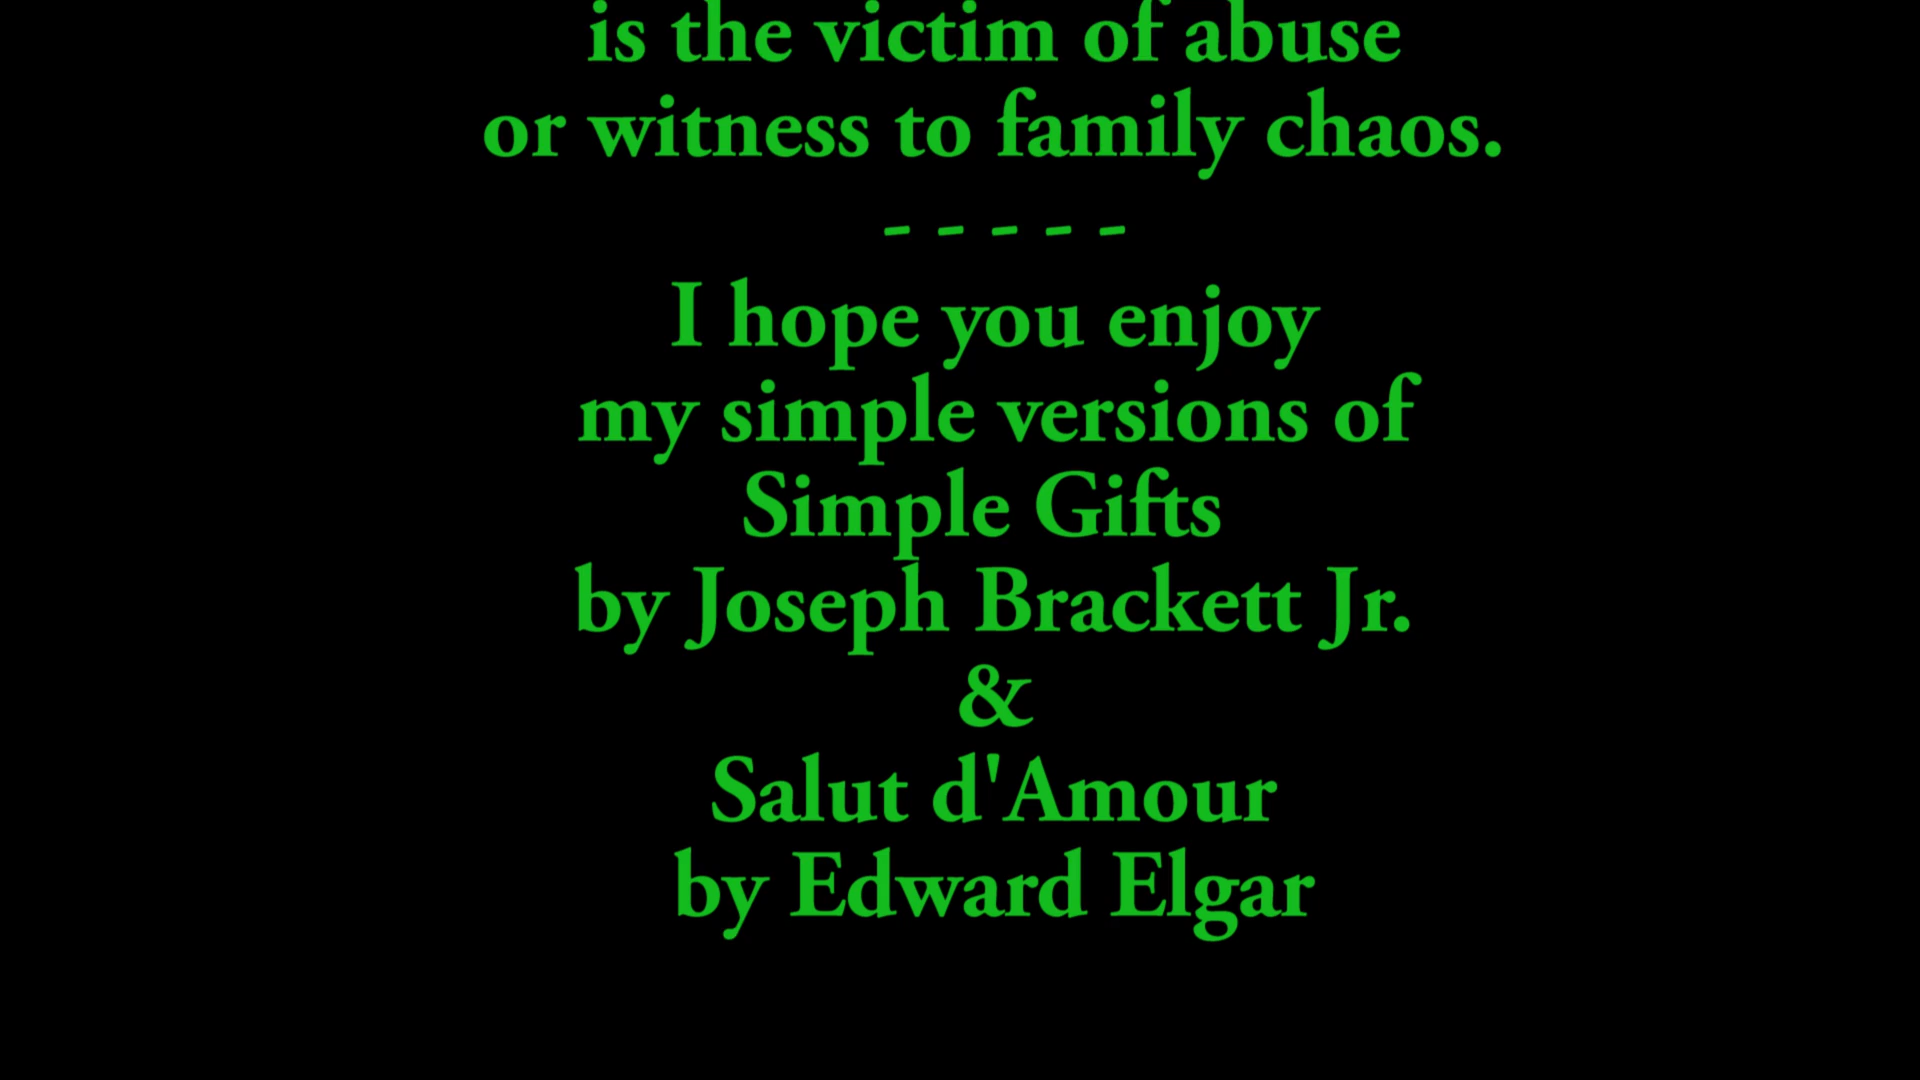 is the victim of abuse
or witness to family chaos.
- - - - -
I hope you enjoy
my simple versions of
Simple Gifts
by Joseph Brackett Jr.
&
Salut d'Amour
by Edward Elgar